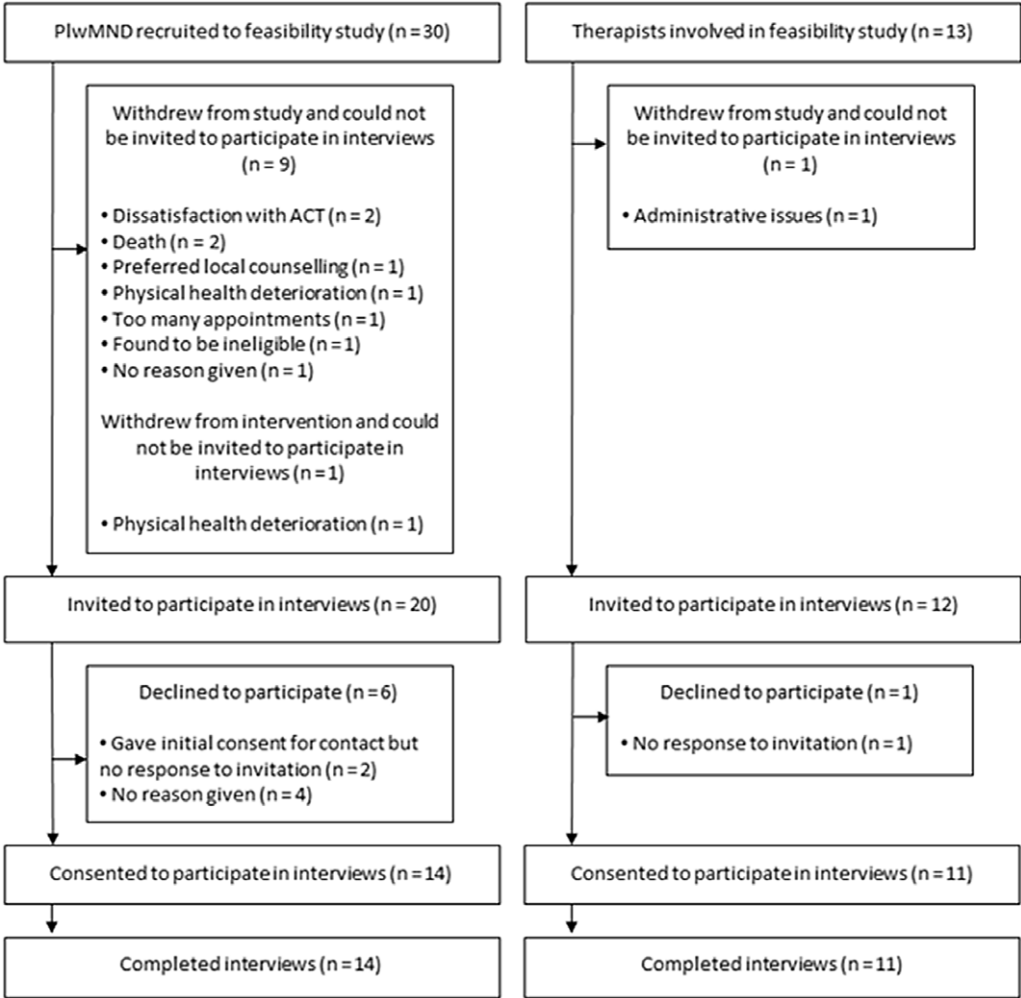 PlwMND recruited to feasibility study (n = 30)
Withdrew from study and could not
be invited to participate in interviews
(n = 9)
• Dissatisfaction with ACT (n = 2)
• Death (n = 2)
• Preferred local counselling (n = 1)
• Physical health deterioration (n = 1)
• Too many appointments (n = 1)
• Found to be ineligible (n = 1)
• No reason given (n = 1)
Withdrew from intervention and could
not be invited to participate in
interviews (n = 1)
• Physical health deterioration (n = 1)
Invited to participate in interviews (n = 20)
Declined to participate (n = 6)
• Gave initial consent for contact but
no response to invitation (n = 2)
• No reason given (n = 4)
Consented to participate in interviews (n = 14)
Completed interviews (n = 14)
Therapists involved in feasibility study (n = 13)
Withdrew from study and could not
be invited to participate in interviews
(n = 1)
• Administrative issues (n = 1)
Invited to participate in interviews (n = 12)
Declined to participate (n = 1)
• No response to invitation (n = 1)
Consented to participate in interviews (n = 11)
Completed interviews (n = 11)